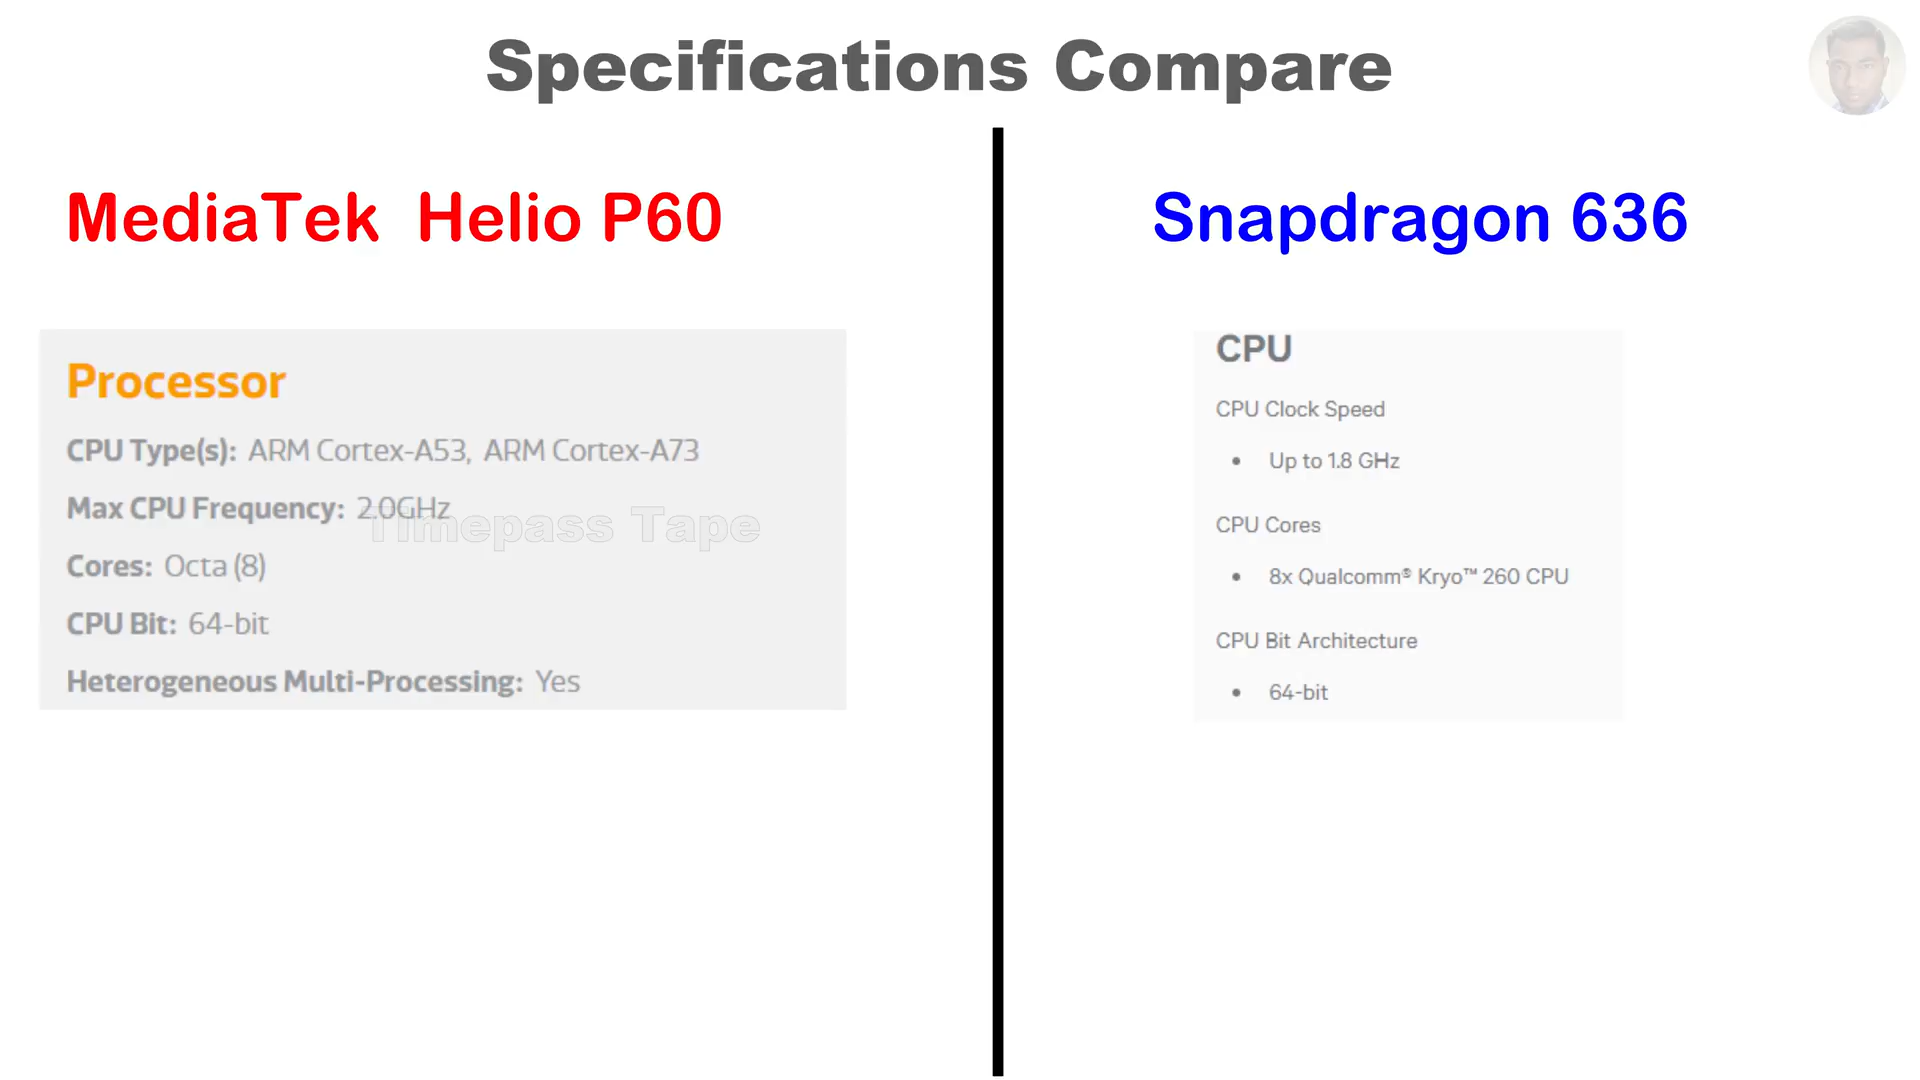 Specifications Compare
MediaTek Helio P60
Processor
CPU Type(s): ARM Cortex-A53, ARM Cortex-A73
Max CPU Frequency: 2.0GHz
Timepass Tape
Cores: Octa (8)
CPU Bit: 64-bit
Heterogeneous Multi-Processing: Yes
Snapdragon 636
CPU
CPU Clock Speed
• Up to 1.8 GHz
CPU Cores
• 8x Qualcomm® Kryo™ 260 CPU
CPU Bit Architecture
• 64-bit